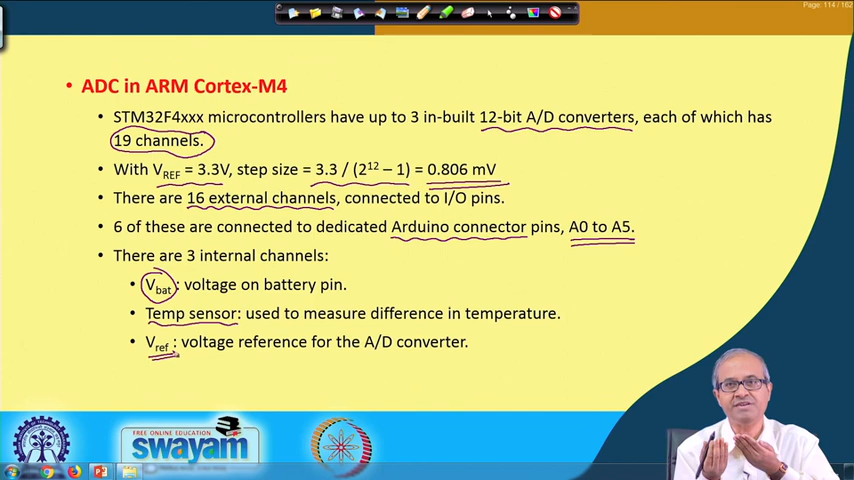 Page: 114 / 162
• ADC in ARM Cortex-M4
• STM32F4xxx microcontrollers have up to 3 in-built 12-bit A/D converters, each of which has
19 channels.
• With VREF = 3.3V, step size = 3.3 / (2¹² – 1) = 0.806 mV
• There are 16 external channels, connected to I/O pins.
• 6 of these are connected to dedicated Arduino connector pins, A0 to A5.
• There are 3 internal channels:
• Vbat : voltage on battery pin.
• Temp sensor: used to measure difference in temperature.
• Vref : voltage reference for the A/D converter.
FREE ONLINE EDUCATION
swayam